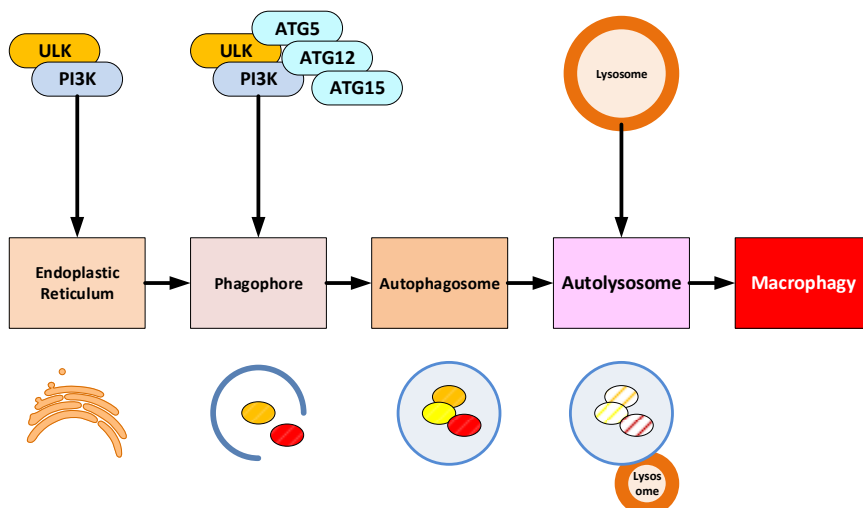 ULK
PI3K
ATG5
ULK
ATG12
PI3K
ATG15
Lysosome
Endoplastic
Reticulum
Phagophore
Autophagosome
Autolysosome
Macrophagy
Lysos
ome